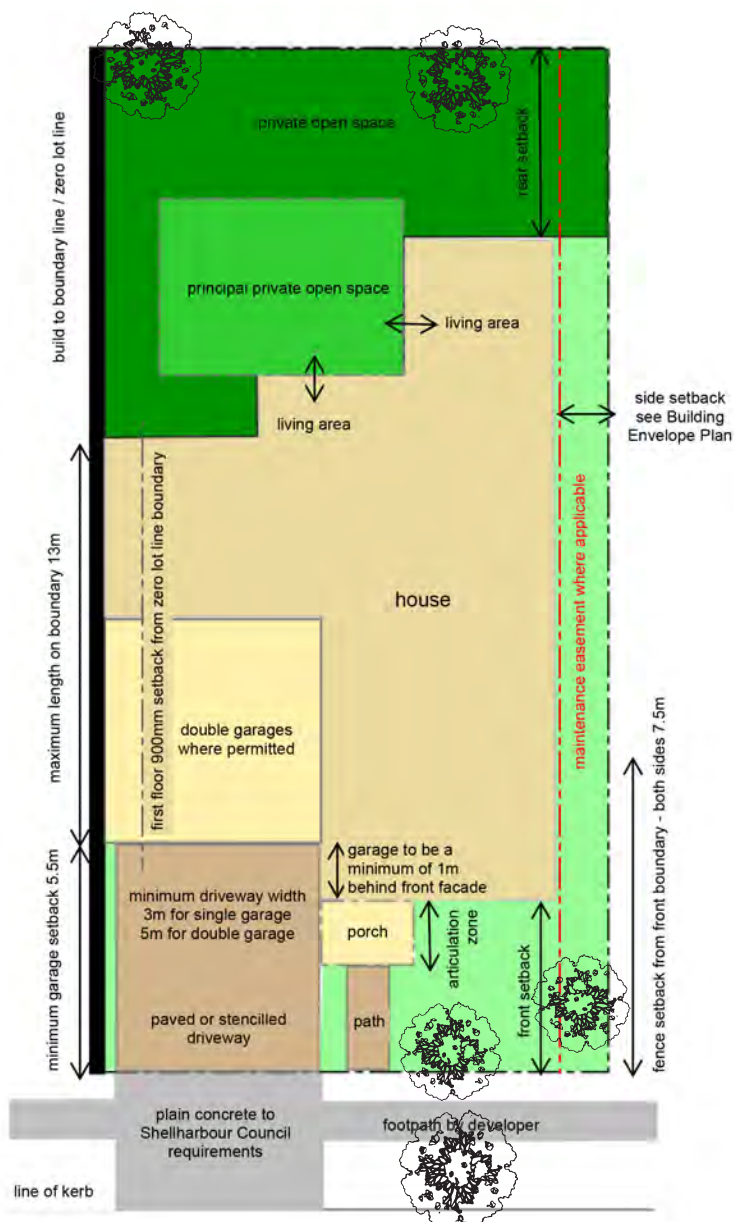 private open space
rear setback
build to boundary line / zero lot line
principal private open space
living area
living area
side setback
see Building
Envelope Plan
maximum length on boundary 13m
first floor 900mm setback from zero lot line boundary
house
maintenance easement where applicable
double garages
where permitted
fence setback from front boundary - both sides 7.5m
minimum garage setback 5.5m
garage to be a
minimum of 1m
behind front facade
minimum driveway width
3m for single garage
5m for double garage
porch
articulation
zone
front setback
paved or stencilled
driveway
path
plain concrete to
Shellharbour Council
requirements
footpath by developer
line of kerb